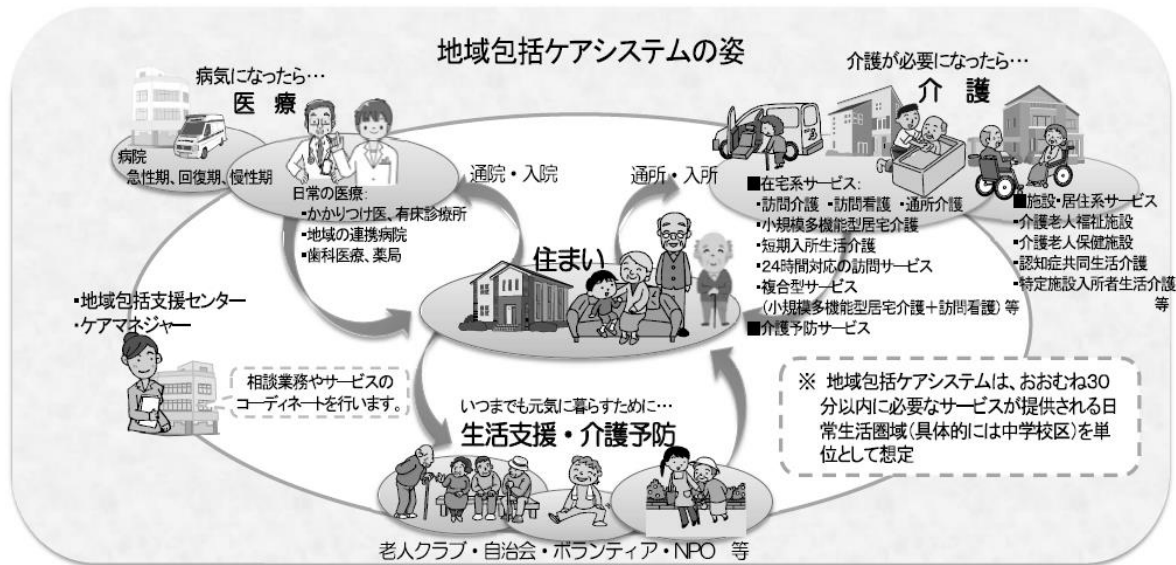 地域包括ケアシステムの姿
病気になったら…
医 療
病院
急性期、回復期、慢性期
日常の医療:
・かかりつけ医、有床診療所
・地域の連携病院
・歯科医療、薬局
通院・入院
通所・入所
介護が必要になったら…
介 護
■在宅系サービス:
・訪問介護 ・訪問看護 ・通所介護
・小規模多機能型居宅介護
・短期入所生活介護
・24時間対応の訪問サービス
・複合型サービス
(小規模多機能型居宅介護+訪問看護) 等
■介護予防サービス
■施設・居住系サービス
・介護老人福祉施設
・介護老人保健施設
・認知症共同生活介護
・特定施設入所者生活介護
等
住まい
・地域包括支援センター
・ケアマネジャー
相談業務やサービスの
コーディネートを行います。
いつまでも元気に暮らすために…
生活支援・介護予防
老人クラブ・自治会・ボランティア・NPO 等
※ 地域包括ケアシステムは、おおむね30
分以内に必要なサービスが提供される日
常生活圏域(具体的には中学校区)を単
位として想定